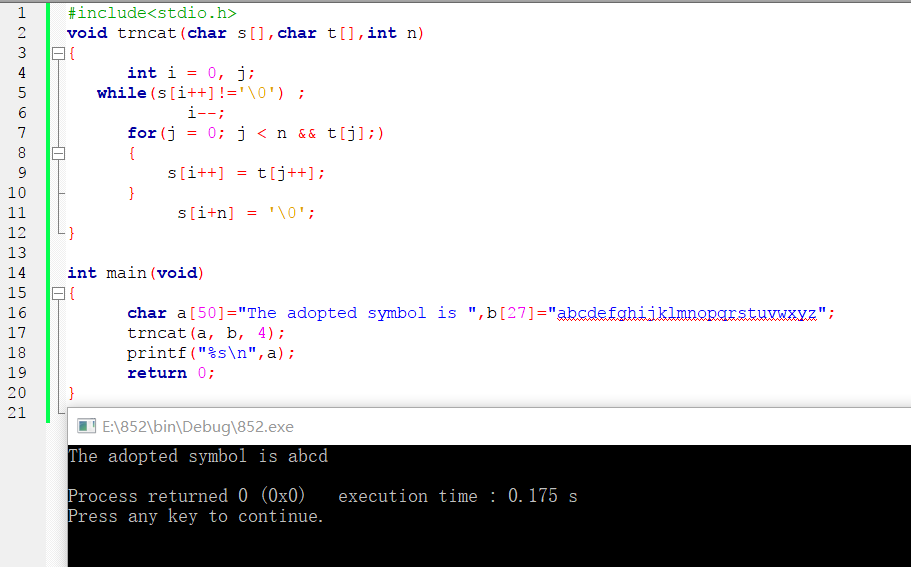 1 #include<stdio.h>
2 void trncat(char s[],char t[],int n)
3 {
4 int i = 0, j;
5 while(s[i++]!='\0') ;
6 i--;
7 for(j = 0; j < n && t[j];)
8 {
9 s[i++] = t[j++];
10 }
11 s[i+n] = '\0';
12 }
13
14 int main(void)
15 {
16 char a[50]="The adopted symbol is ",b[27]="abcdefghijklmnopqrstuvwxyz";
17 trncat(a, b, 4);
18 printf("%s\n",a);
19 return 0;
20 }
21
E:\852\bin\Debug\852.exe
The adopted symbol is abcd
Process returned 0 (0x0) execution time : 0.175 s
Press any key to continue.